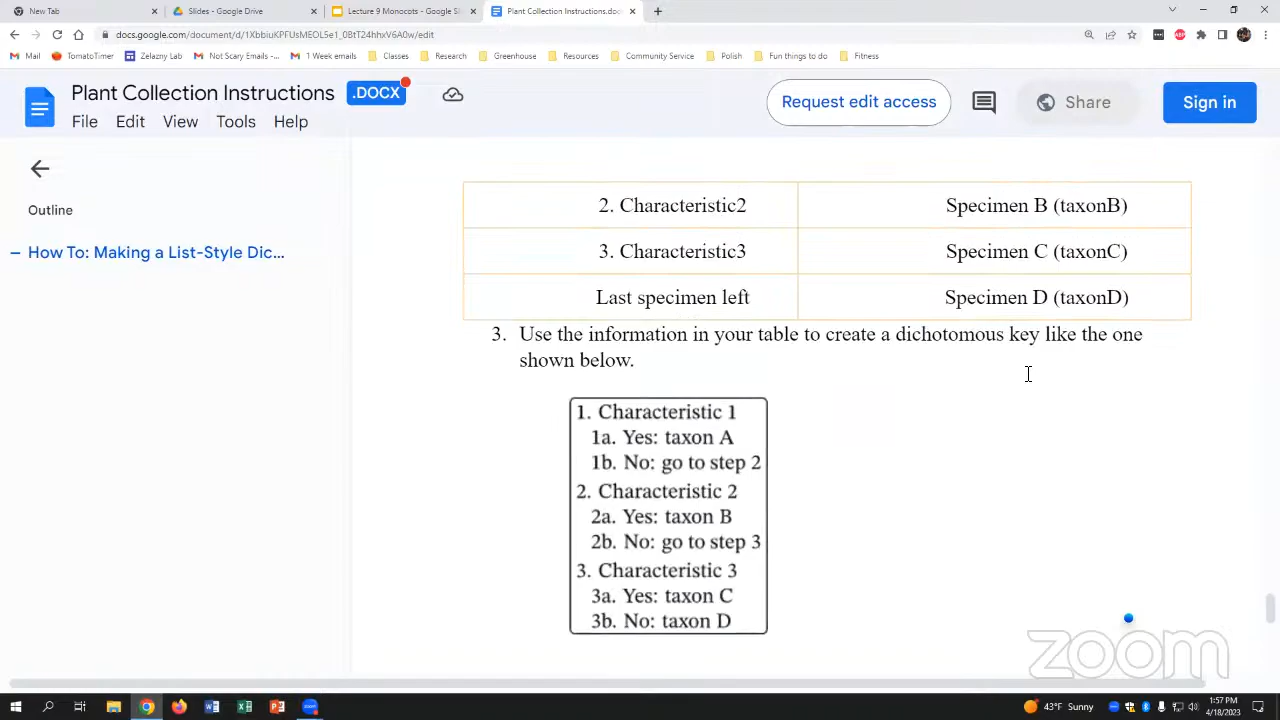 New Tab
Slides - Google Drive
Lecture 9 Monocots - Google Sl
Plant Collection Instructions.doc
docs.google.com/document/d/1XbbiuKPFUsMEOL5e1_0BtT24hhxV6A0w/edit
Mail
TomatoTimer
Zelazny Lab
Not Scary Emails -...
1 Week emails
Classes
Research
Greenhouse
Resources
Community Service
Polish
Fun things to do
Fitness
Plant Collection Instructions
.DOCX
Request edit access
Share
Sign in
File Edit View Tools Help
Outline
How To: Making a List-Style Dic...
2. Characteristic2 Specimen B (taxonB)
3. Characteristic3 Specimen C (taxonC)
Last specimen left Specimen D (taxonD)
3. Use the information in your table to create a dichotomous key like the one
shown below.
1. Characteristic 1
1a. Yes: taxon A
1b. No: go to step 2
2. Characteristic 2
2a. Yes: taxon B
2b. No: go to step 3
3. Characteristic 3
3a. Yes: taxon C
3b. No: taxon D
zoom
43°F Sunny
1:57 PM
4/18/2023